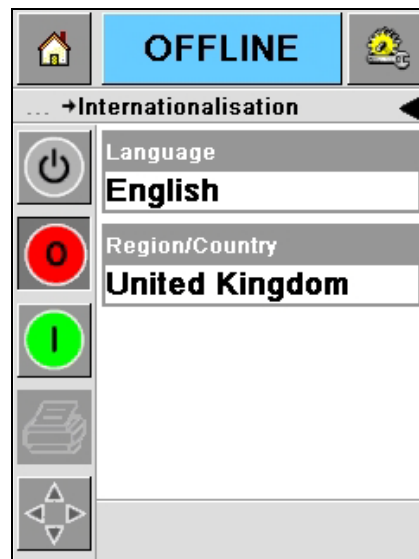 OFFLINE
... →Internationalisation
Language
English
Region/Country
United Kingdom
O
I